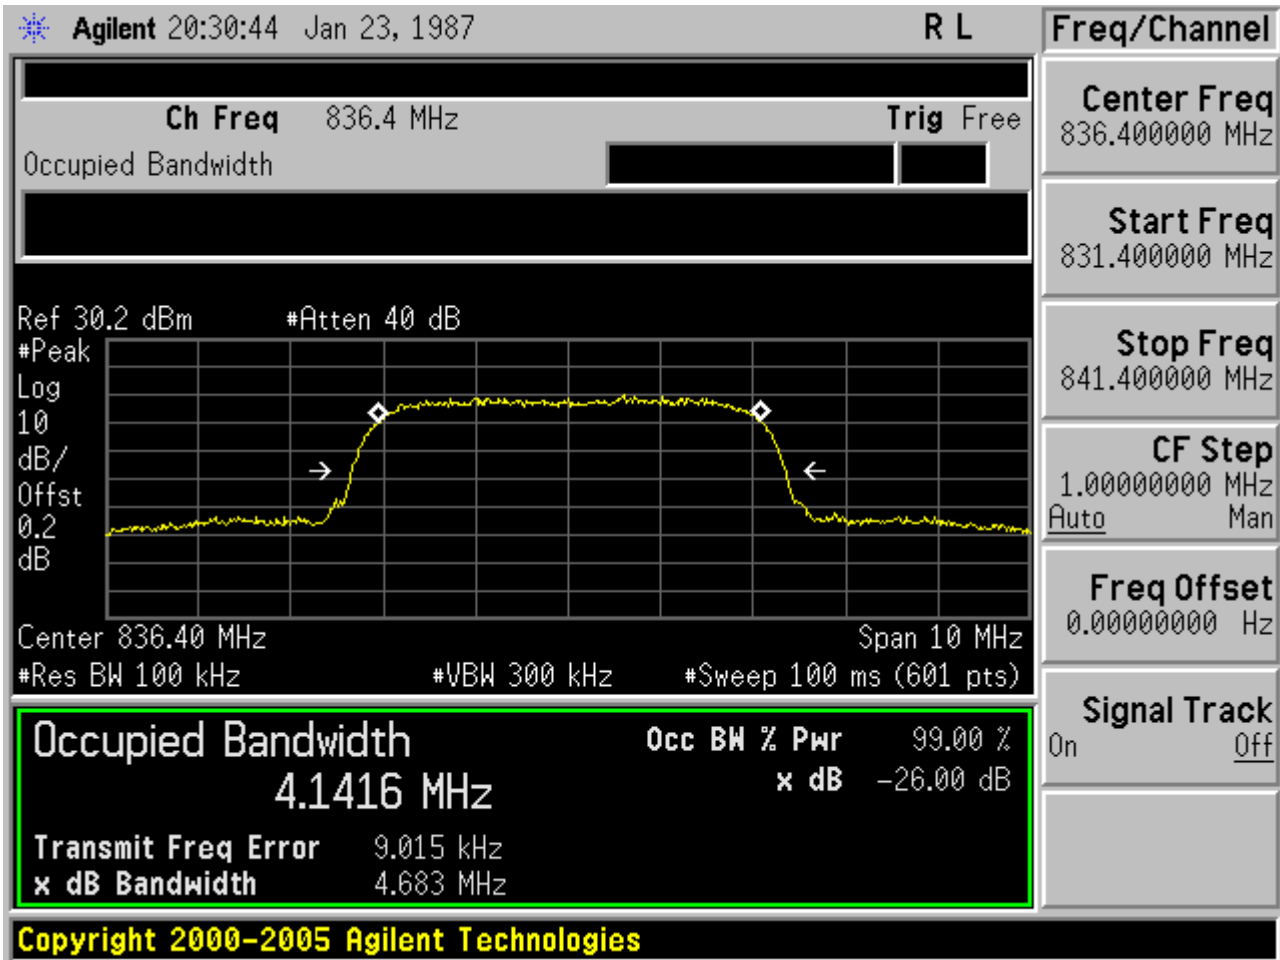 Agilent 20:30:44 Jan 23, 1987 R L
Ch Freq 836.4 MHz Trig Free
Occupied Bandwidth
Ref 30.2 dBm #Atten 40 dB
#Peak
Log
10
dB/
Offst
0.2
dB
Center 836.40 MHz Span 10 MHz
#Res BW 100 kHz #VBW 300 kHz #Sweep 100 ms (601 pts)
Occupied Bandwidth Occ BW % Pwr 99.00 %
4.1416 MHz x dB -26.00 dB
Transmit Freq Error 9.015 kHz
x dB Bandwidth 4.683 MHz
Copyright 2000-2005 Agilent Technologies
Freq/Channel
Center Freq
836.400000 MHz
Start Freq
831.400000 MHz
Stop Freq
841.400000 MHz
CF Step
1.00000000 MHz
Auto Man
Freq Offset
0.00000000 Hz
Signal Track
On Off